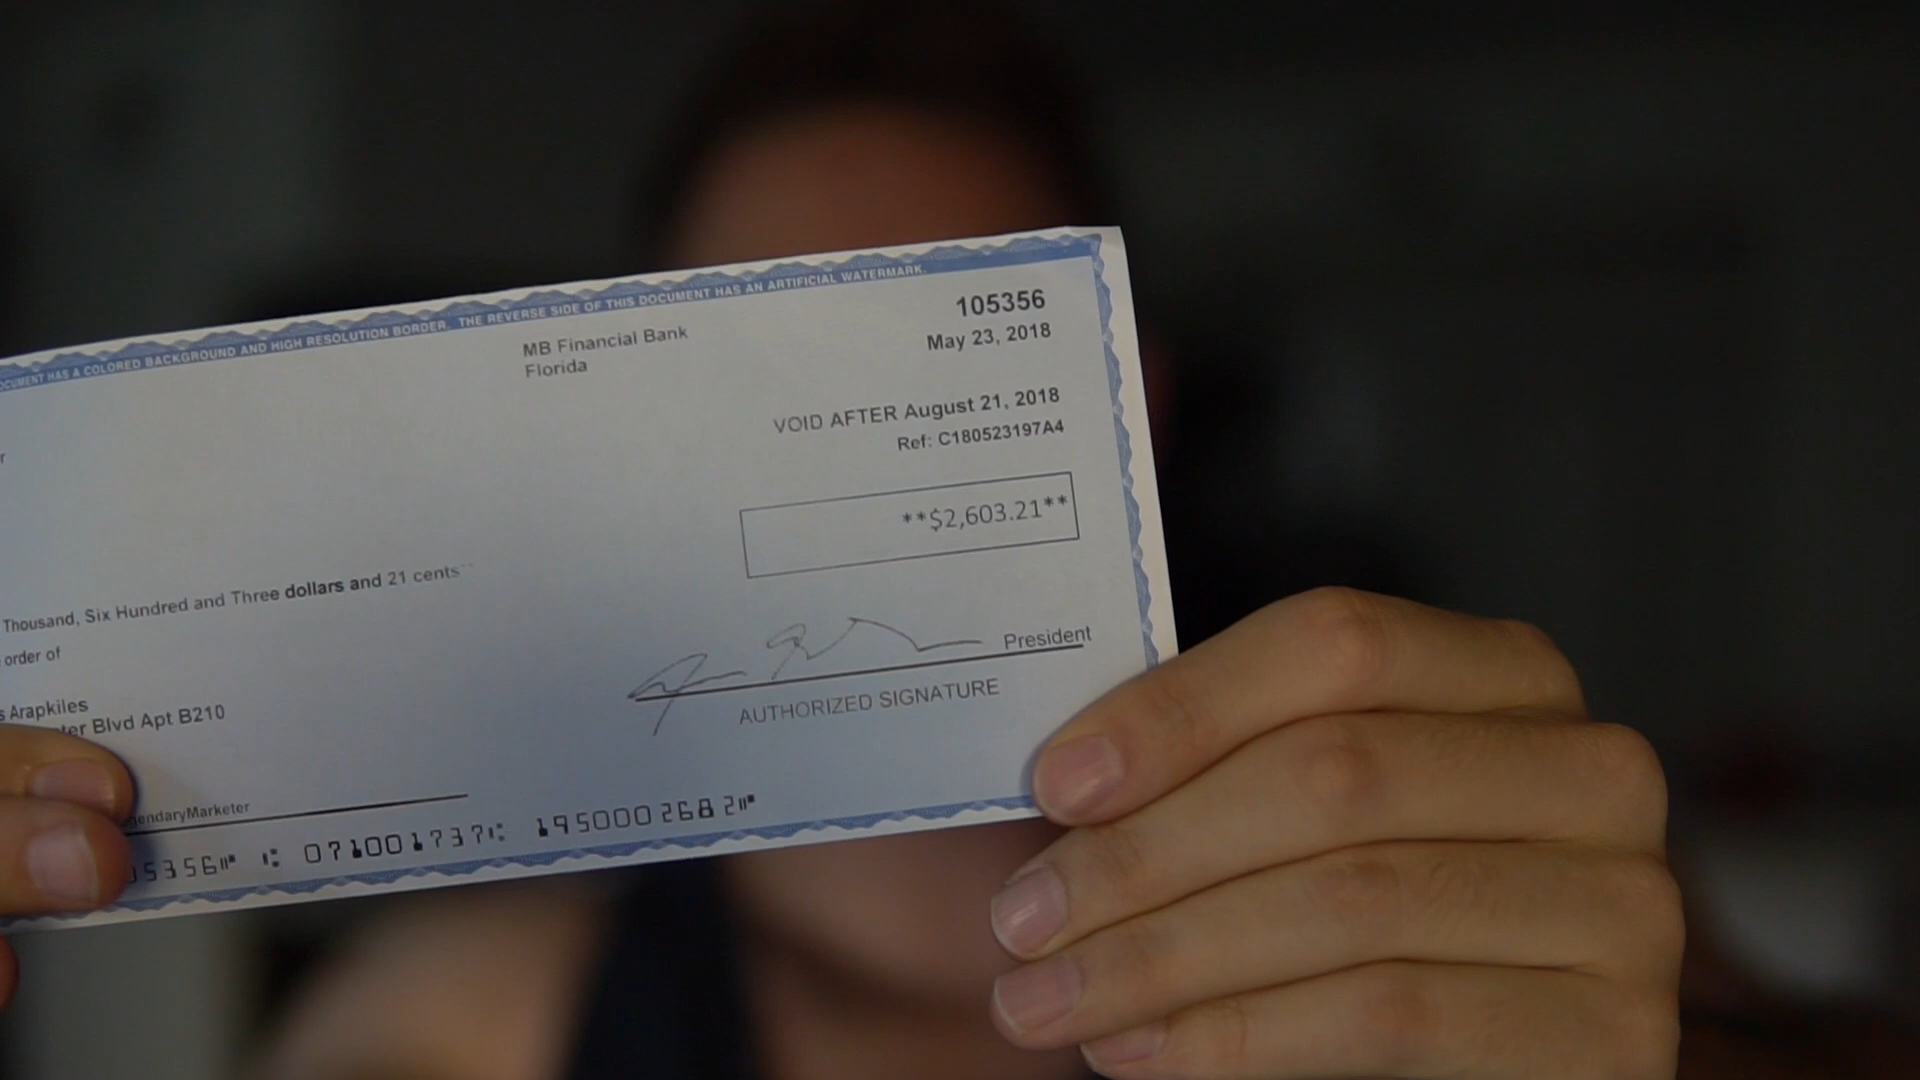 DOCUMENT HAS A COLORED BACKGROUND AND HIGH RESOLUTION BORDER. THE REVERSE SIDE OF THIS DOCUMENT HAS AN ARTIFICIAL WATERMARK.
105356
MB Financial Bank
May 23, 2018
Florida
VOID AFTER August 21, 2018
Ref: C180523197A4
**$2,603.21**
Thousand, Six Hundred and Three dollars and 21 cents**
order of
President
AUTHORIZED SIGNATURE
s Arapkiles
ter Blvd Apt B210
gendaryMarketer
05356⑈ ⑆071001737⑆ 1950002682⑈